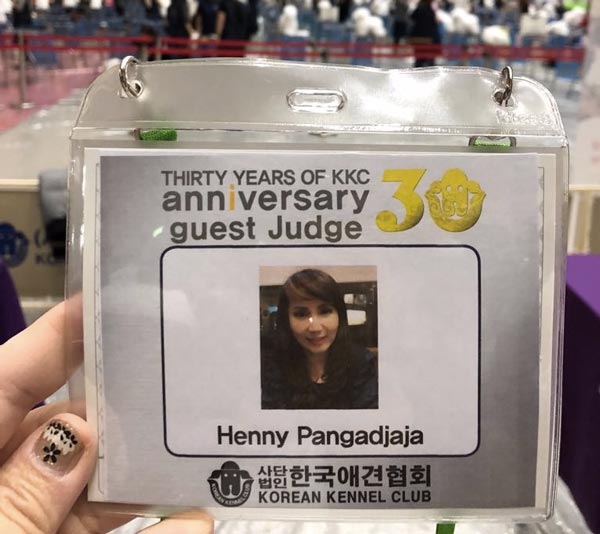 THIRTY YEARS OF KKC
anniversary 30
guest Judge
Henny Pangadjaja
사단
법인 한국애견협회
KOREAN KENNEL CLUB